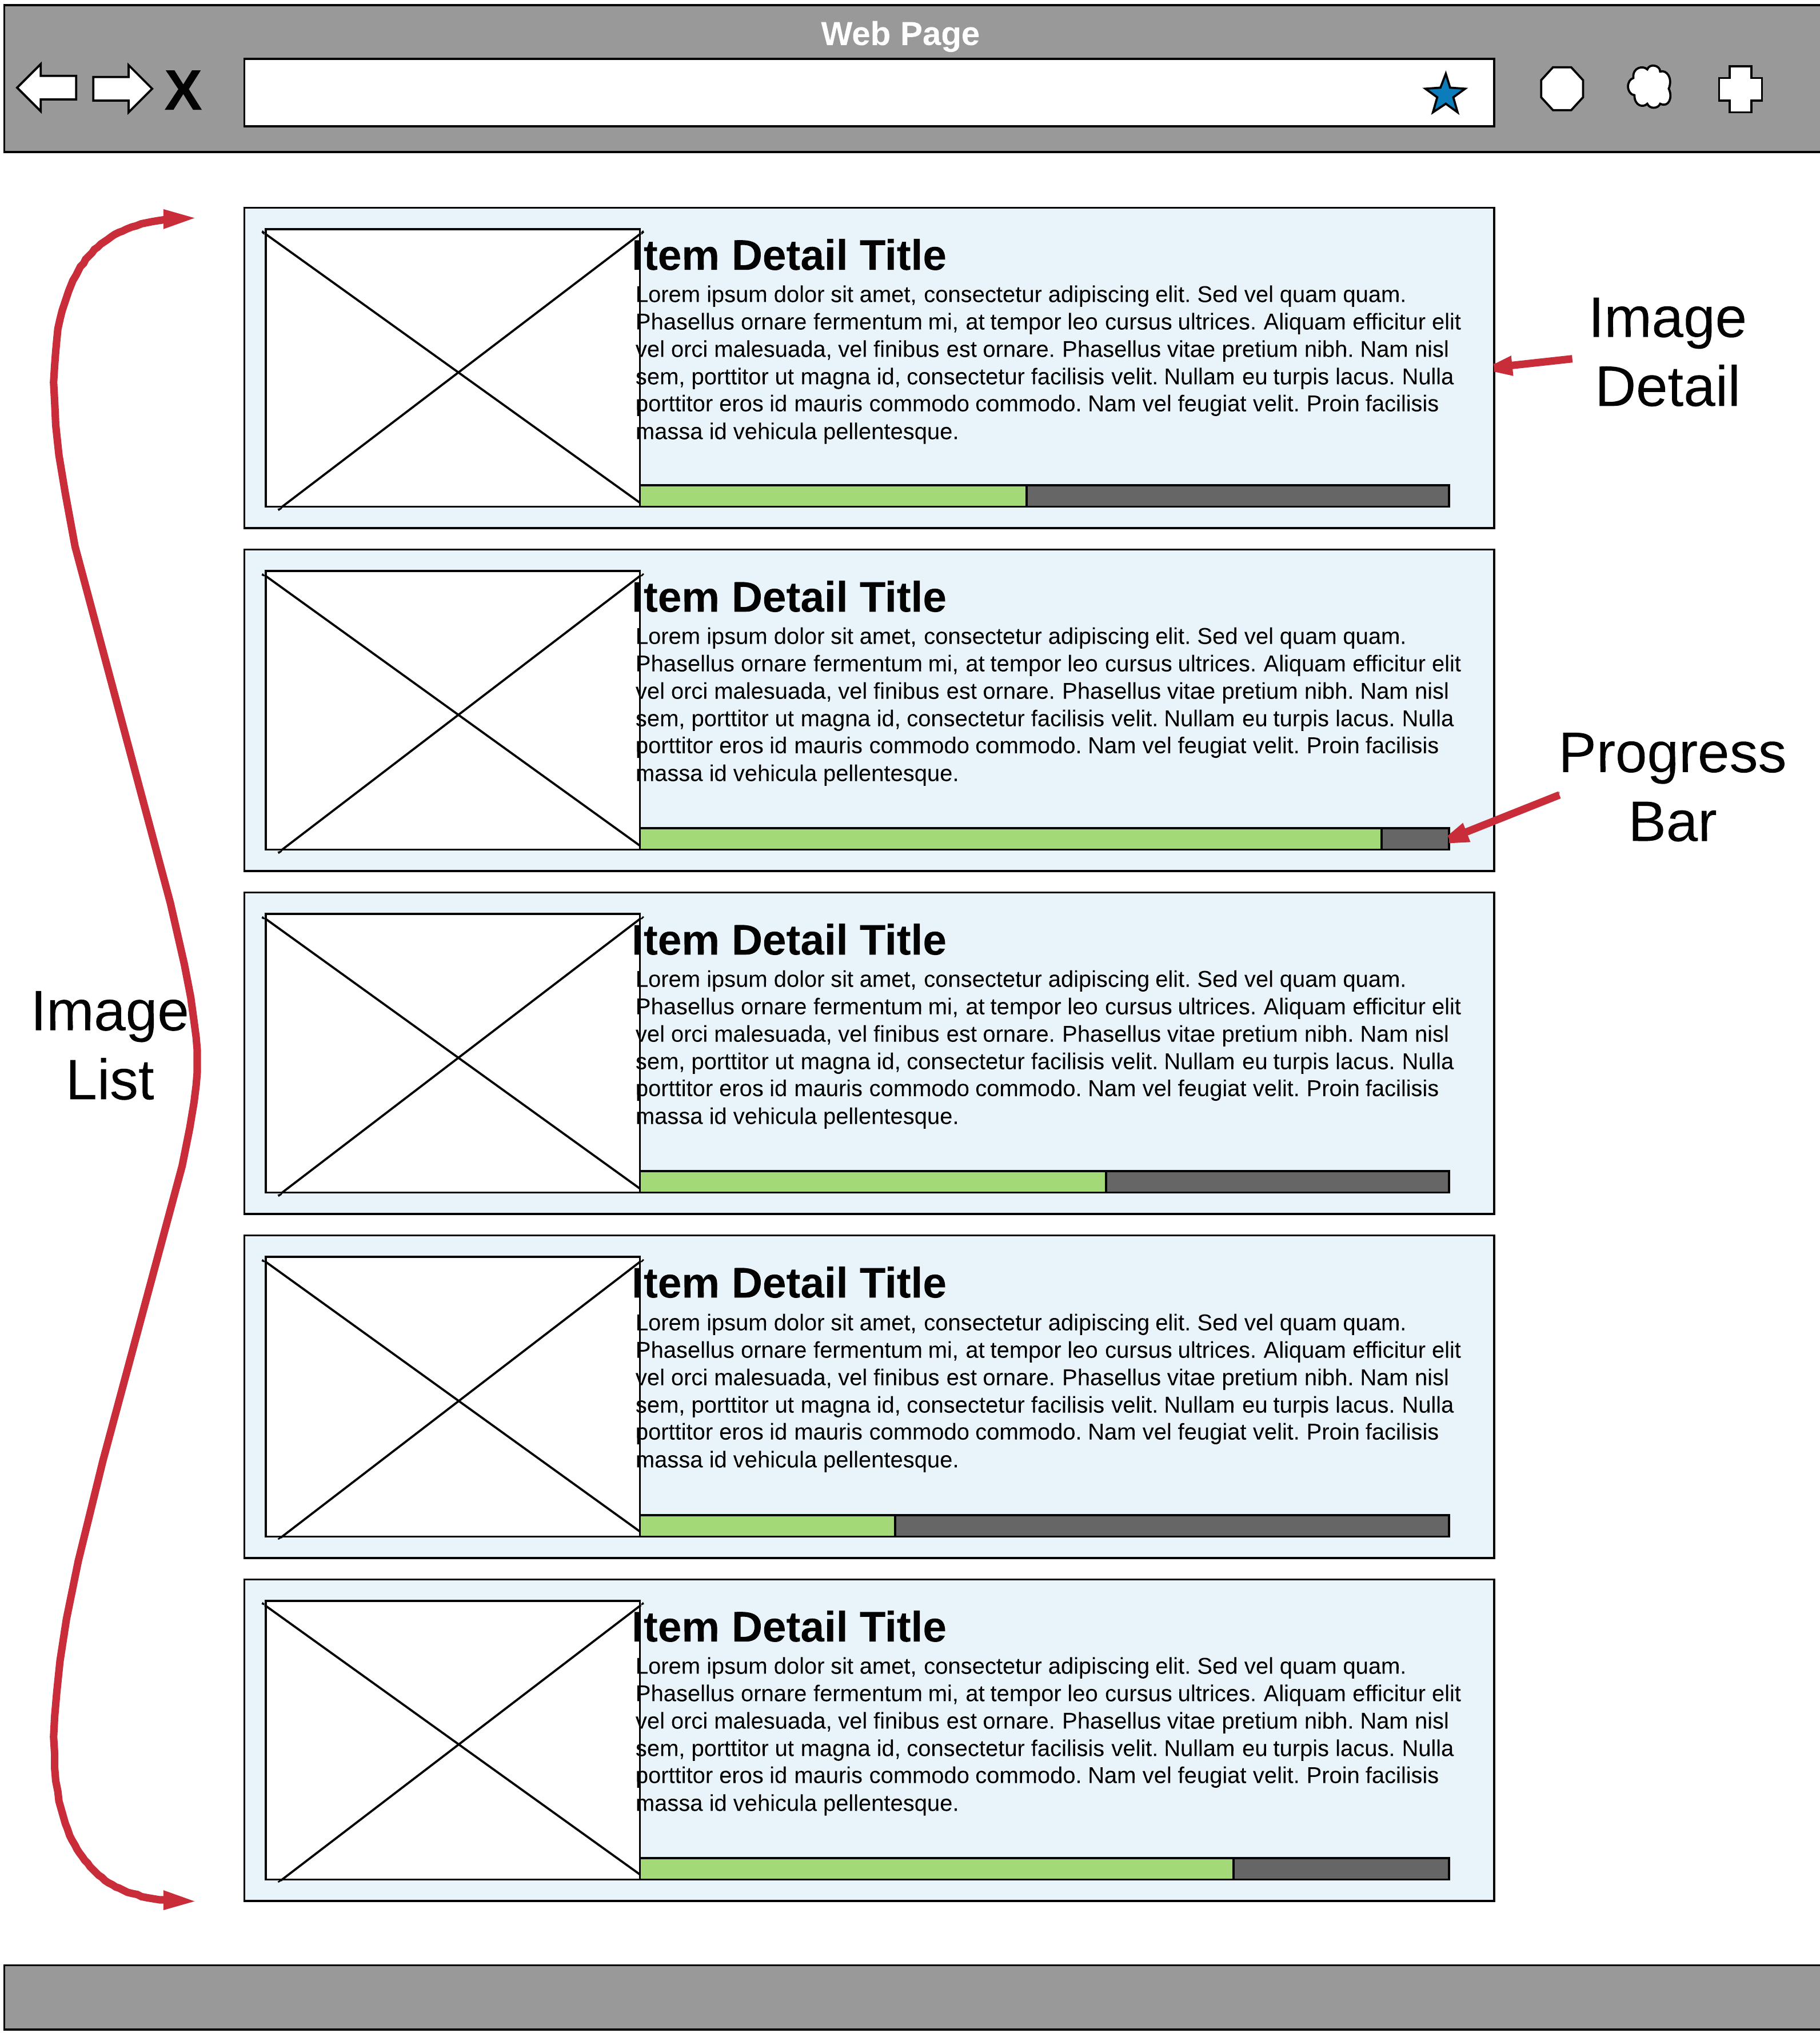 Web Page
X
Item Detail Title
Lorem ipsum dolor sit amet, consectetur adipiscing elit. Sed vel quam quam.
Phasellus ornare fermentum mi, at tempor leo cursus ultrices. Aliquam efficitur elit
vel orci malesuada, vel finibus est ornare. Phasellus vitae pretium nibh. Nam nisl
sem, porttitor ut magna id, consectetur facilisis velit. Nullam eu turpis lacus. Nulla
porttitor eros id mauris commodo commodo. Nam vel feugiat velit. Proin facilisis
massa id vehicula pellentesque.
Image
Detail
Item Detail Title
Lorem ipsum dolor sit amet, consectetur adipiscing elit. Sed vel quam quam.
Phasellus ornare fermentum mi, at tempor leo cursus ultrices. Aliquam efficitur elit
vel orci malesuada, vel finibus est ornare. Phasellus vitae pretium nibh. Nam nisl
sem, porttitor ut magna id, consectetur facilisis velit. Nullam eu turpis lacus. Nulla
porttitor eros id mauris commodo commodo. Nam vel feugiat velit. Proin facilisis
massa id vehicula pellentesque.
Progress
Bar
Image
List
Item Detail Title
Lorem ipsum dolor sit amet, consectetur adipiscing elit. Sed vel quam quam.
Phasellus ornare fermentum mi, at tempor leo cursus ultrices. Aliquam efficitur elit
vel orci malesuada, vel finibus est ornare. Phasellus vitae pretium nibh. Nam nisl
sem, porttitor ut magna id, consectetur facilisis velit. Nullam eu turpis lacus. Nulla
porttitor eros id mauris commodo commodo. Nam vel feugiat velit. Proin facilisis
massa id vehicula pellentesque.
Item Detail Title
Lorem ipsum dolor sit amet, consectetur adipiscing elit. Sed vel quam quam.
Phasellus ornare fermentum mi, at tempor leo cursus ultrices. Aliquam efficitur elit
vel orci malesuada, vel finibus est ornare. Phasellus vitae pretium nibh. Nam nisl
sem, porttitor ut magna id, consectetur facilisis velit. Nullam eu turpis lacus. Nulla
porttitor eros id mauris commodo commodo. Nam vel feugiat velit. Proin facilisis
massa id vehicula pellentesque.
Item Detail Title
Lorem ipsum dolor sit amet, consectetur adipiscing elit. Sed vel quam quam.
Phasellus ornare fermentum mi, at tempor leo cursus ultrices. Aliquam efficitur elit
vel orci malesuada, vel finibus est ornare. Phasellus vitae pretium nibh. Nam nisl
sem, porttitor ut magna id, consectetur facilisis velit. Nullam eu turpis lacus. Nulla
porttitor eros id mauris commodo commodo. Nam vel feugiat velit. Proin facilisis
massa id vehicula pellentesque.